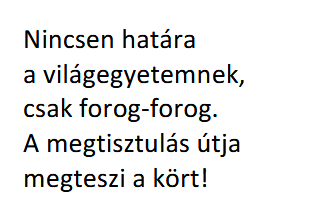 Nincsen határa
a világegyetemnek,
csak forog-forog.
A megtisztulás útja
megteszi a kört!